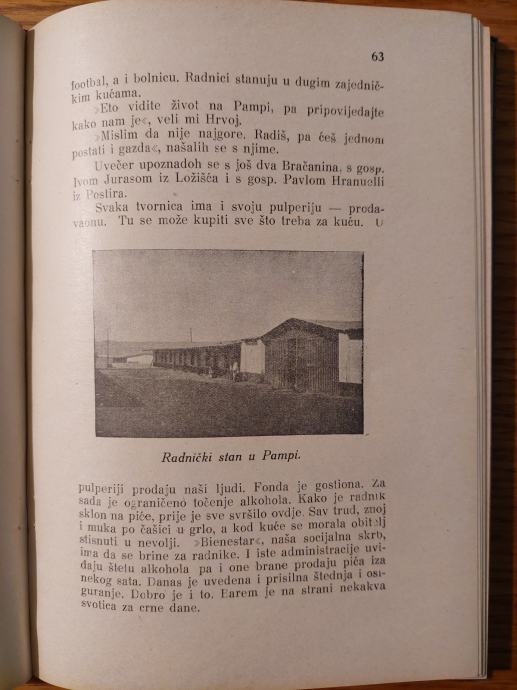 63
footbal, a i bolnicu. Radnici stanuju u dugim zajednič-
kim kućama.
»Eto vidite život na Pampi, pa pripovijedajte
kako nam je«, veli mi Hrvoj.
»Mislim da nije najgore. Radiš, pa ćeš jednom
postati i gazda«, našalih se s njime.
Uvečer upoznadoh se s još dva Bračanina, s gosp.
Ivom Jurasom iz Ložišća i s gosp. Pavlom Hranuelli
iz Postira.
Svaka tvornica ima i svoju pulperiju — proda-
vaonu. Tu se može kupiti sve što treba za kuću. U
Radnički stan u Pampi.
pulperiji prodaju naši ljudi. Fonda je gostiona. Za
sada je ograničeno točenje alkohola. Kako je radnik
sklon na piće, prije je sve svršilo ovdje. Sav trud, znoj
i muka po čašici u grlo, a kod kuće se morala obitelj
stisnuti u nevolji. »Bienestar«, naša socijalna skrb,
ima da se brine za radnike. I iste administracije uvi-
daju štetu alkohola pa i one brane prodaju pića iza
nekog sata. Danas je uvedena i prisilna štednja i osi-
guranje. Dobro je i to. Barem je na strani nekakva
svotica za crne dane.